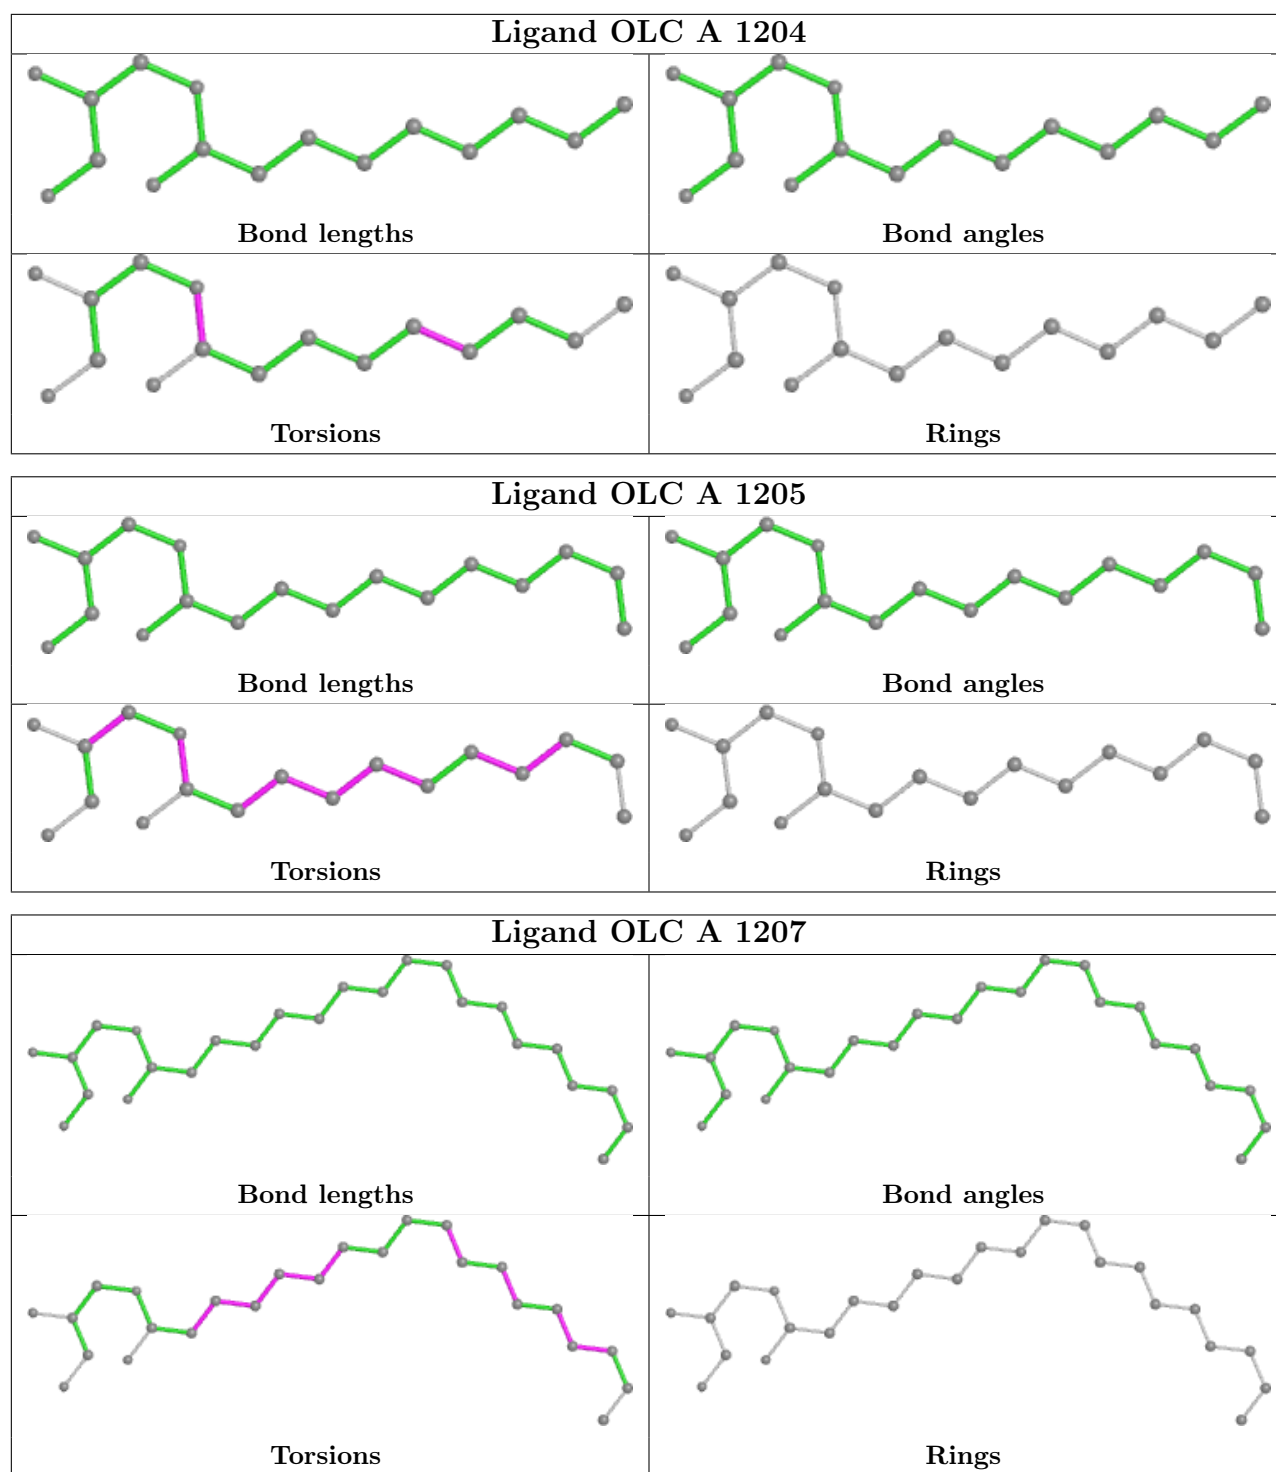 Ligand OLC A 1204
Bond lengths
Bond angles
Torsions
Rings
Ligand OLC A 1205
Bond lengths
Bond angles
Torsions
Rings
Ligand OLC A 1207
Bond lengths
Bond angles
Torsions
Rings